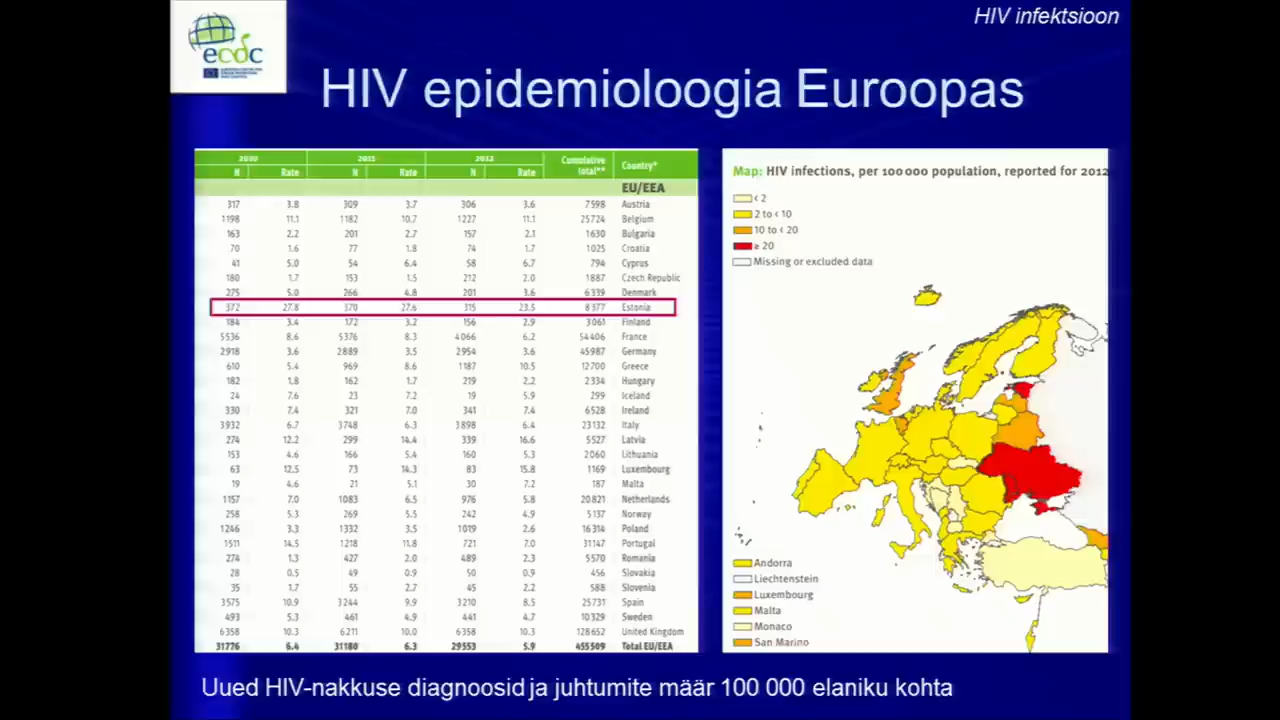 HIV infektsioon
ecdc
HIV epidemioloogia Euroopas
2010 2011 2012 Cumulative total** Country*
N Rate N Rate N Rate
EU/EEA
317 3.8 309 3.7 306 3.6 7598 Austria
1198 11.1 1182 10.7 1227 11.1 25724 Belgium
163 2.2 201 2.7 157 2.1 1630 Bulgaria
70 1.6 77 1.8 74 1.7 1025 Croatia
41 5.0 54 6.4 58 6.7 794 Cyprus
180 1.7 153 1.5 212 2.0 1887 Czech Republic
275 5.0 266 4.8 201 3.6 6339 Denmark
372 27.8 370 27.6 315 23.5 8377 Estonia
184 3.4 172 3.2 156 2.9 3061 Finland
5536 8.6 5376 8.3 4066 6.2 54406 France
2918 3.6 2889 3.5 2954 3.6 45987 Germany
610 5.4 969 8.6 1187 10.5 12700 Greece
182 1.8 162 1.7 219 2.2 2334 Hungary
24 7.6 23 7.2 19 5.9 299 Iceland
330 7.4 321 7.0 341 7.4 6528 Ireland
3932 6.7 3748 6.3 3898 6.4 23132 Italy
274 12.2 299 14.4 339 16.6 5527 Latvia
153 4.6 166 5.4 160 5.3 2060 Lithuania
63 12.5 73 14.3 83 15.8 1169 Luxembourg
19 4.6 21 5.1 30 7.2 187 Malta
1157 7.0 1083 6.5 976 5.8 20821 Netherlands
258 5.3 269 5.5 242 4.9 5137 Norway
1246 3.3 1332 3.5 1019 2.6 16314 Poland
1511 14.5 1218 11.8 721 7.0 31147 Portugal
274 1.3 427 2.0 489 2.3 5570 Romania
28 0.5 49 0.9 50 0.9 456 Slovakia
35 1.7 55 2.7 45 2.2 588 Slovenia
3575 10.9 3244 9.9 3210 8.5 25731 Spain
493 5.3 461 4.9 441 4.7 10329 Sweden
6358 10.3 6211 10.0 6358 10.3 128652 United Kingdom
31776 6.4 31180 6.3 29553 5.9 455509 Total EU/EEA
Map: HIV infections, per 100 000 population, reported for 2012
< 2
2 to < 10
10 to < 20
≥ 20
Missing or excluded data
Andorra
Liechtenstein
Luxembourg
Malta
Monaco
San Marino
Uued HIV-nakkuse diagnoosid ja juhtumite määr 100 000 elaniku kohta